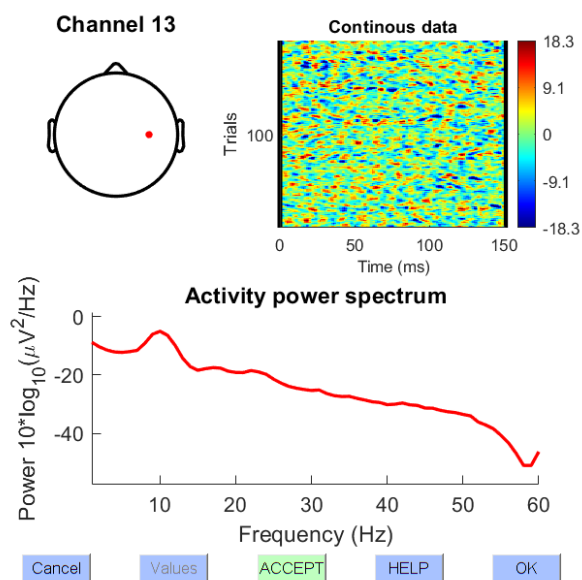 Channel 13
Continous data
18.3
9.1
0
-9.1
-18.3
Trials
100
0 50 100 150
Time (ms)
Activity power spectrum
Power 10*log10(μV2/Hz)
0
-20
-40
10 20 30 40 50 60
Frequency (Hz)
Cancel Values ACCEPT HELP OK